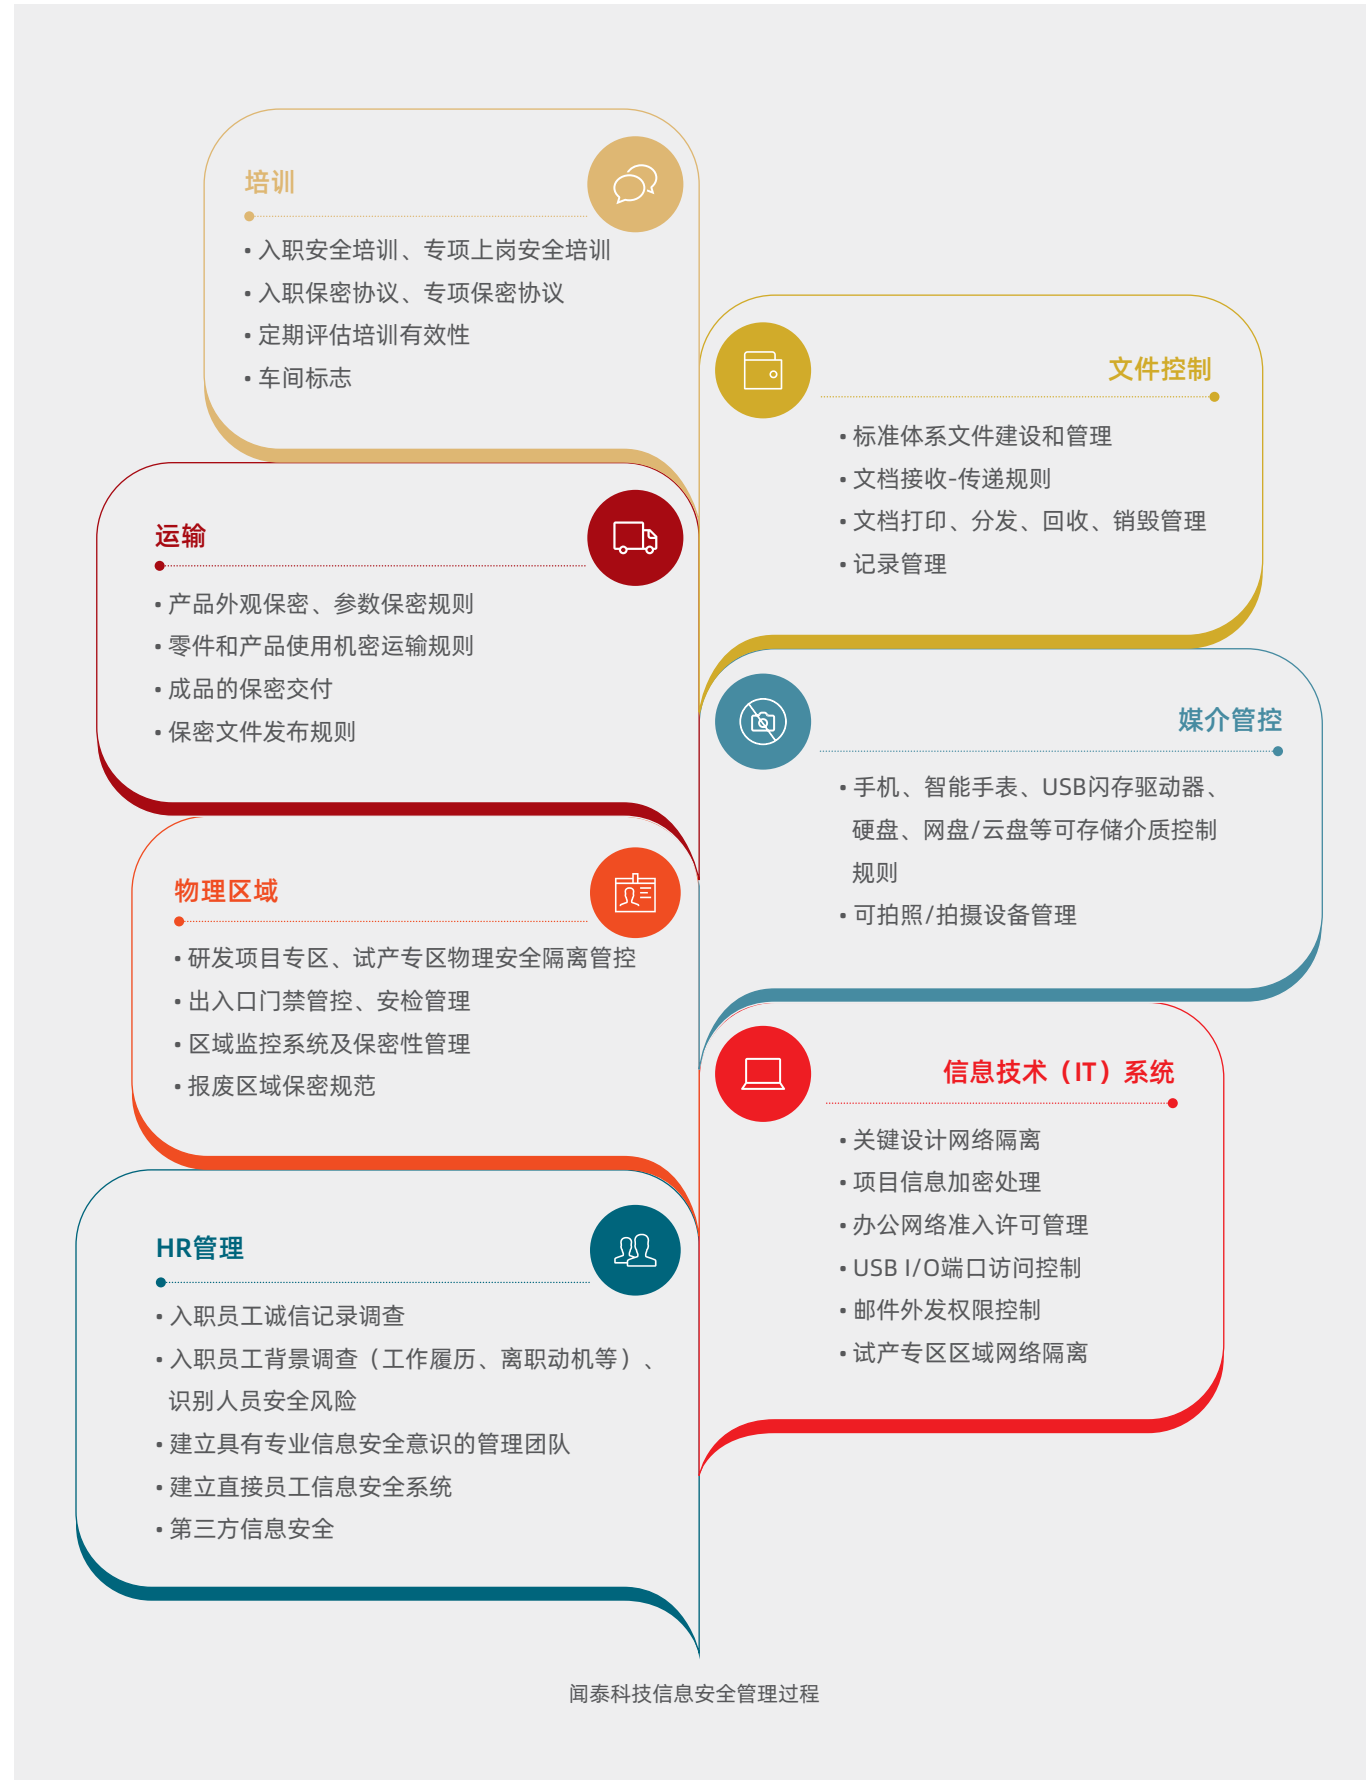 培训
• 入职安全培训、专项上岗安全培训
• 入职保密协议、专项保密协议
• 定期评估培训有效性
• 车间标志
文件控制
• 标准体系文件建设和管理
• 文档接收-传递规则
• 文档打印、分发、回收、销毁管理
• 记录管理
运输
• 产品外观保密、参数保密规则
• 零件和产品使用机密运输规则
• 成品的保密交付
• 保密文件发布规则
媒介管控
• 手机、智能手表、USB闪存驱动器、
硬盘、网盘/云盘等可存储介质控制
规则
• 可拍照/拍摄设备管理
物理区域
• 研发项目专区、试产专区物理安全隔离管控
• 出入口门禁管控、安检管理
• 区域监控系统及保密性管理
• 报废区域保密规范
信息技术（IT）系统
• 关键设计网络隔离
• 项目信息加密处理
• 办公网络准入许可管理
• USB I/O端口访问控制
• 邮件外发权限控制
• 试产专区区域网络隔离
HR管理
• 入职员工诚信记录调查
• 入职员工背景调查（工作履历、离职动机等）、
识别人员安全风险
• 建立具有专业信息安全意识的管理团队
• 建立直接员工信息安全系统
• 第三方信息安全
闻泰科技信息安全管理过程